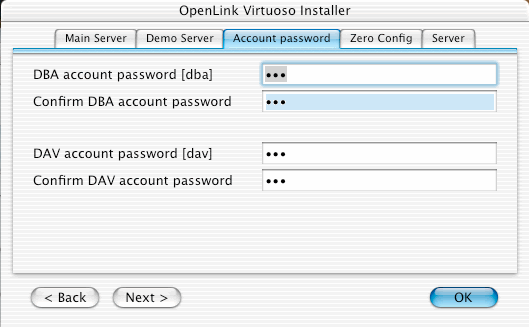 OpenLink Virtuoso Installer
Main Server Demo Server Account password Zero Config Server
DBA account password [dba] •••
Confirm DBA account password •••
DAV account password [dav] •••
Confirm DAV account password •••
< Back Next > OK